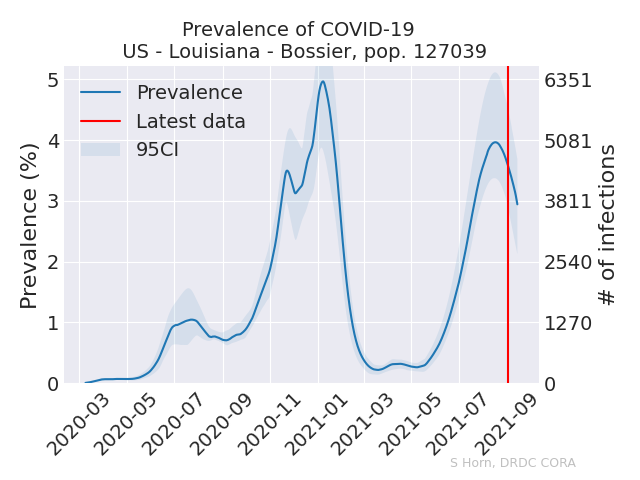 Prevalence of COVID-19
US - Louisiana - Bossier, pop. 127039
Prevalence
Latest data
95CI
Prevalence (%)
5
4
3
2
1
0
6351
5081
3811
2540
1270
0
# of infections
2020-03
2020-05
2020-07
2020-09
2020-11
2021-01
2021-03
2021-05
2021-07
2021-09
S Horn, DRDC CORA